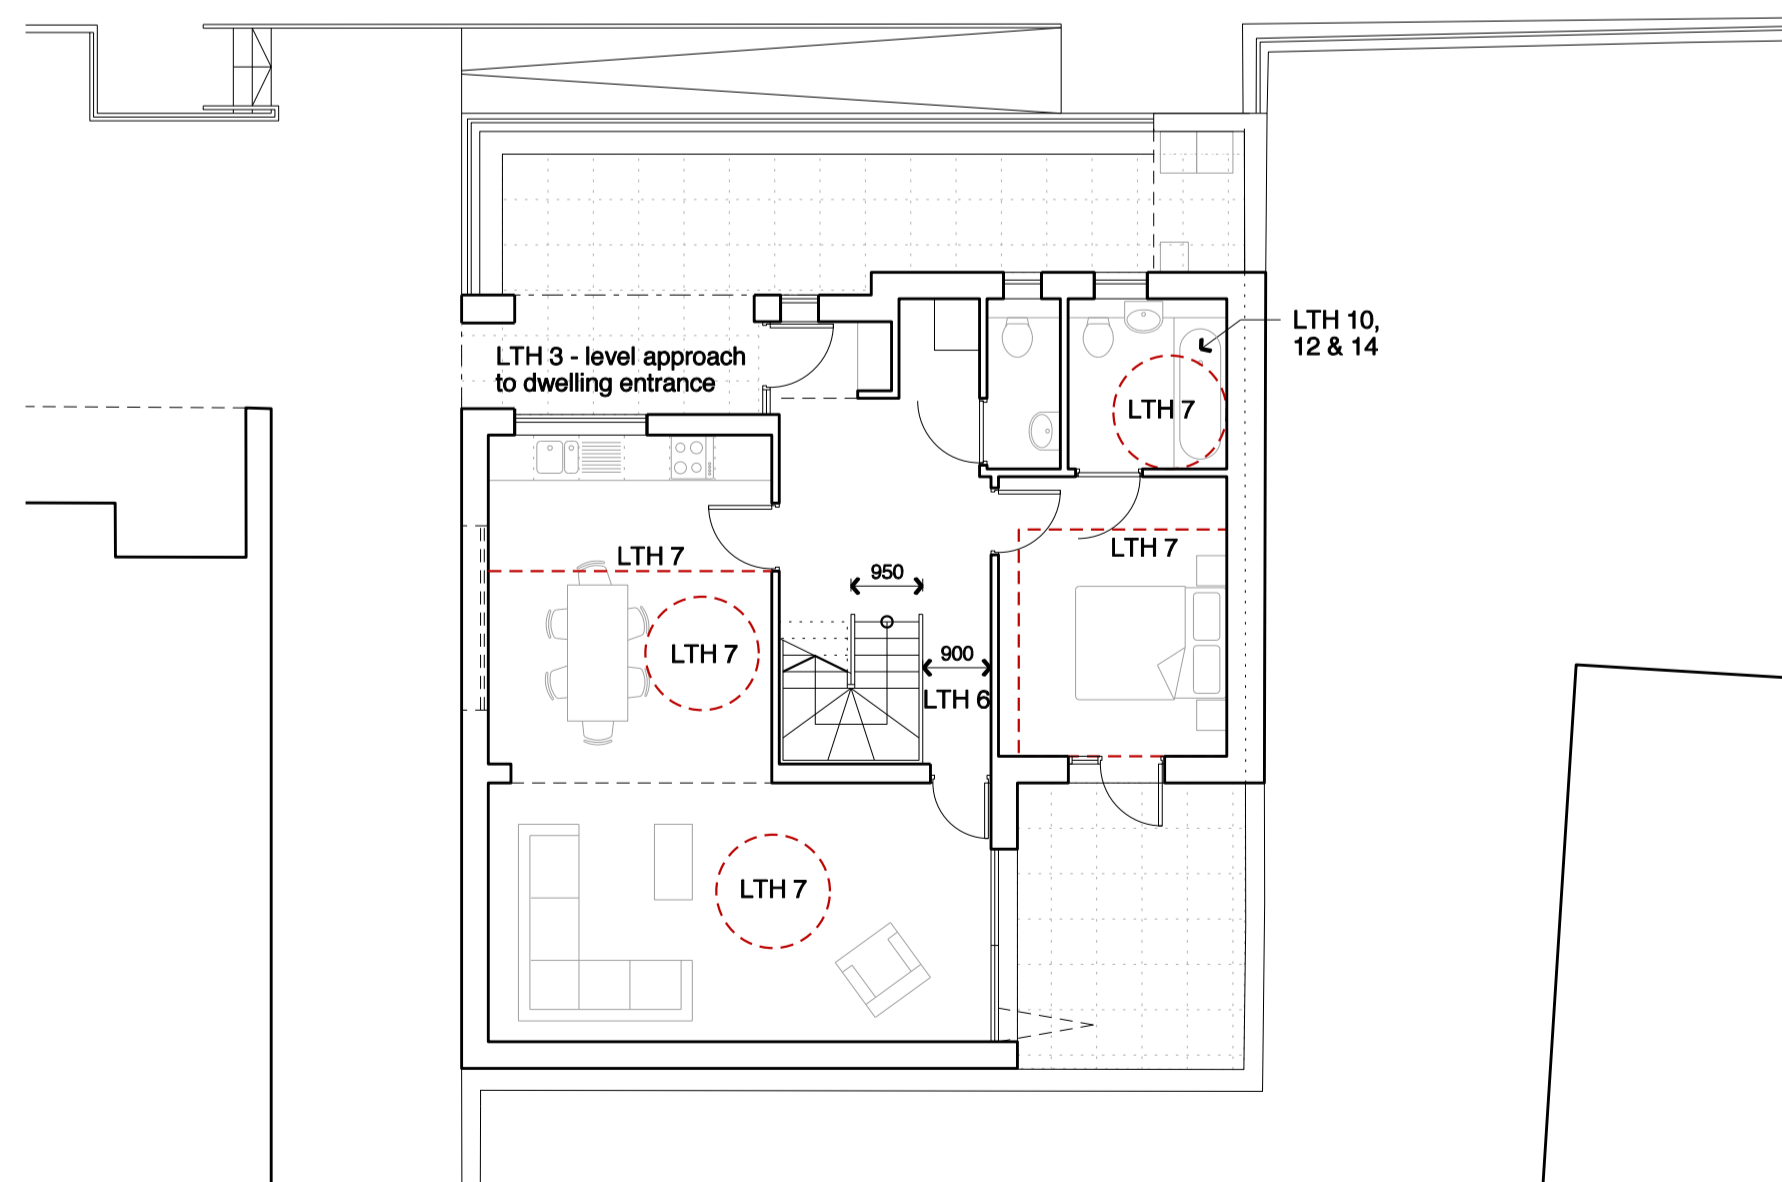 LTH 10,
12 & 14
LTH 3 - level approach
to dwelling entrance
LTH 7
LTH 7
LTH 7
950
LTH 7
900
LTH 6
LTH 7